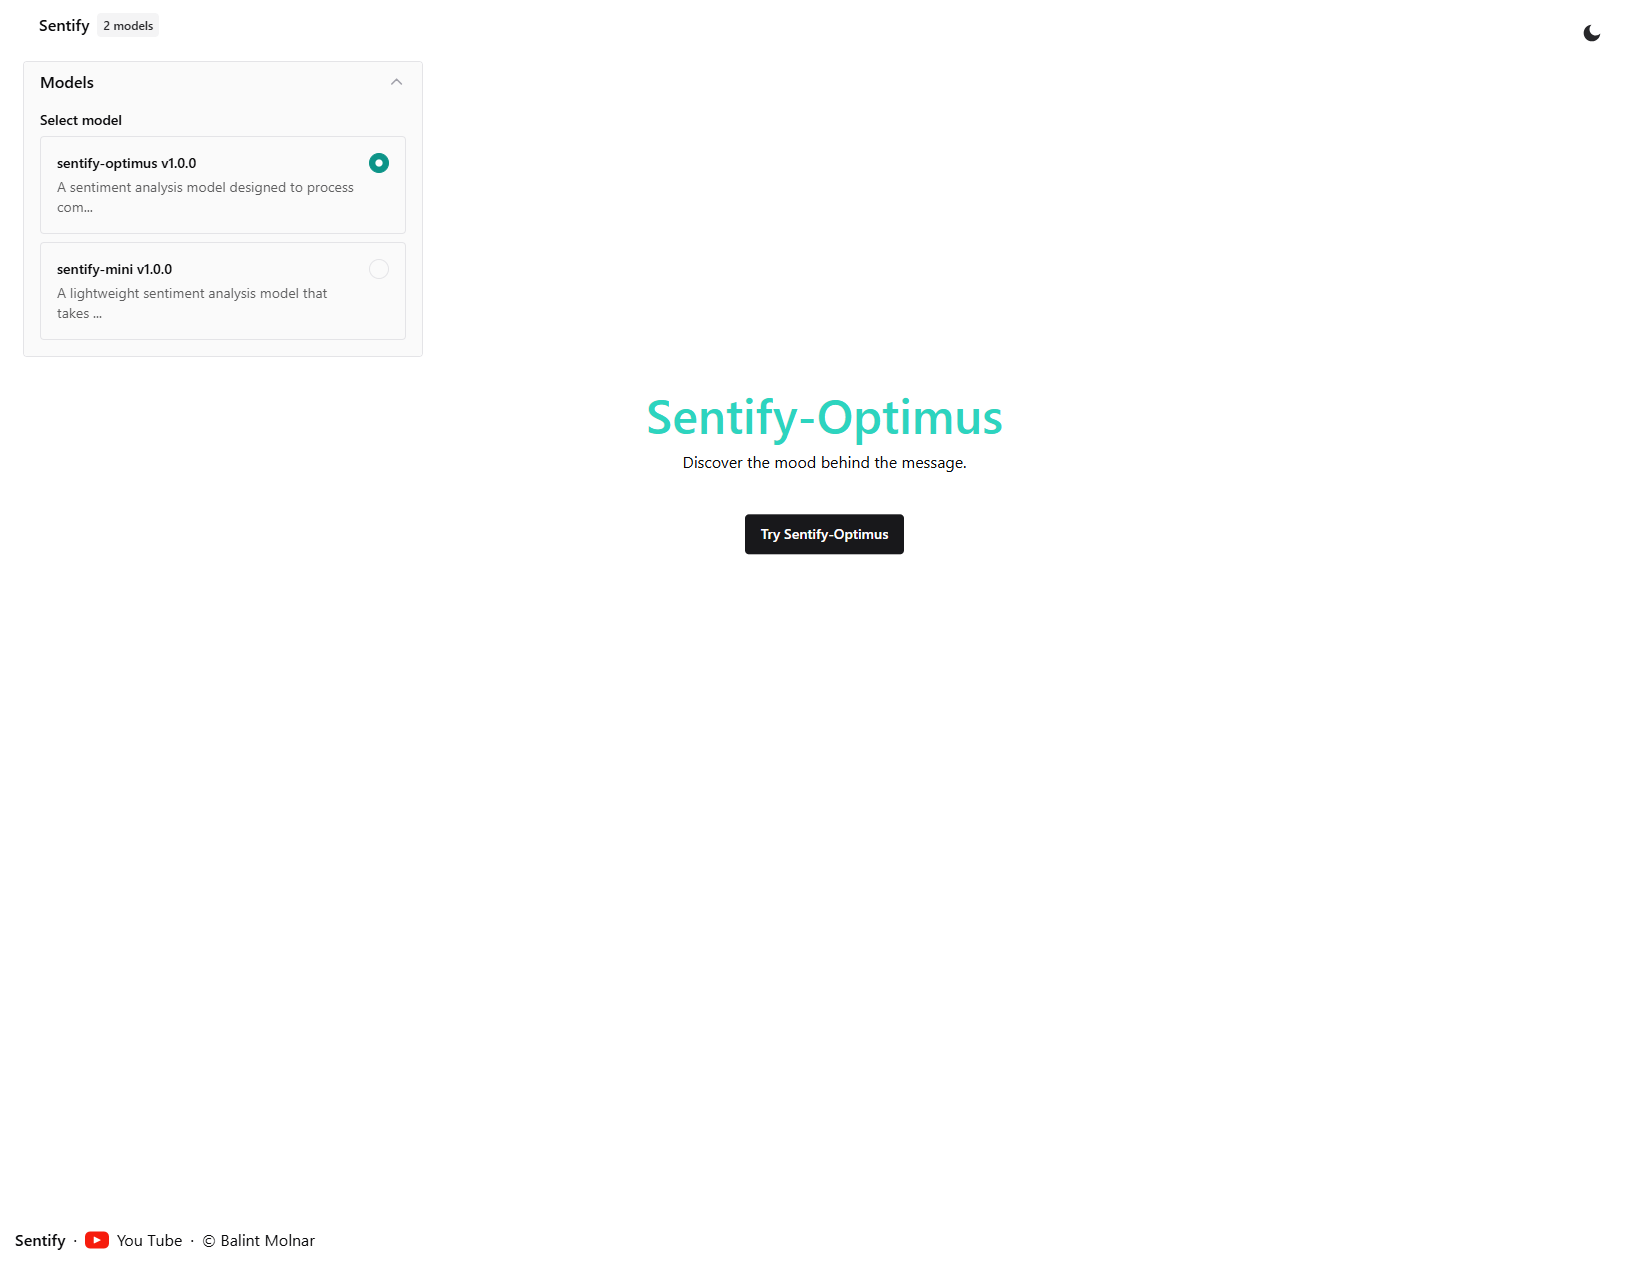 Sentify 2 models
Models
Select model
sentify-optimus v1.0.0
A sentiment analysis model designed to process
com...
sentify-mini v1.0.0
A lightweight sentiment analysis model that
takes ...
Sentify-Optimus
Discover the mood behind the message.
Try Sentify-Optimus
Sentify · You Tube · © Balint Molnar